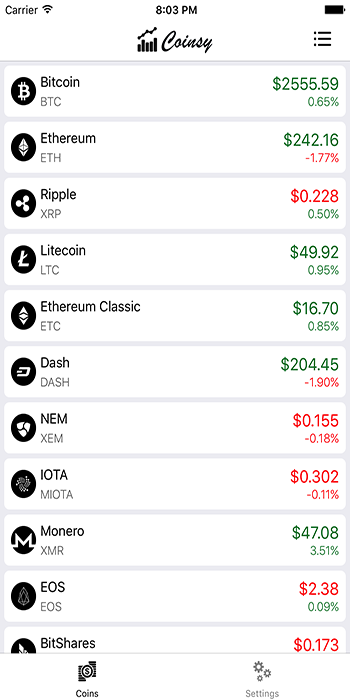 Carrier 8:03 PM
Coinsy
Bitcoin $2555.59
BTC 0.65%
Ethereum $242.16
ETH -1.77%
Ripple $0.228
XRP 0.50%
Litecoin $49.92
LTC 0.95%
Ethereum Classic $16.70
ETC 0.85%
Dash $204.45
DASH -1.90%
NEM $0.155
XEM -0.18%
IOTA $0.302
MIOTA -0.11%
Monero $47.08
XMR 3.51%
EOS $2.38
EOS 0.09%
BitShares $0.173
Coins Settings